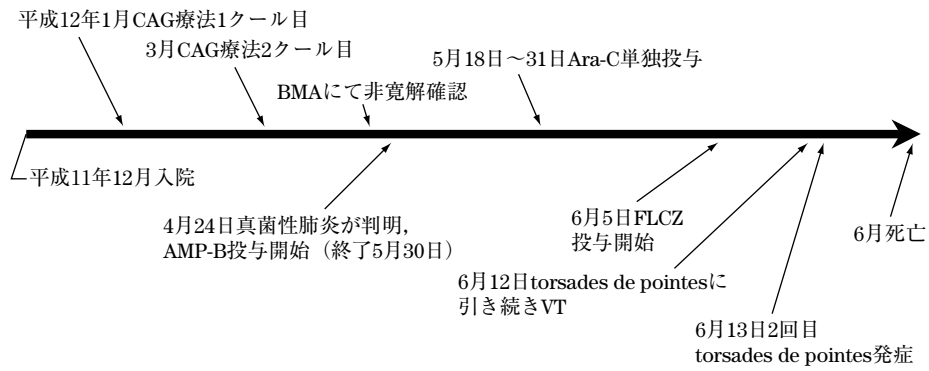 平成12年1月CAG療法1クール目
3月CAG療法2クール目
5月18日～31日Ara-C単独投与
BMAにて非寛解確認
平成11年12月入院
4月24日真菌性肺炎が判明,
AMP-B投与開始（終了5月30日）
6月5日FLCZ
投与開始
6月死亡
6月12日torsades de pointesに
引き続きVT
6月13日2回目
torsades de pointes発症